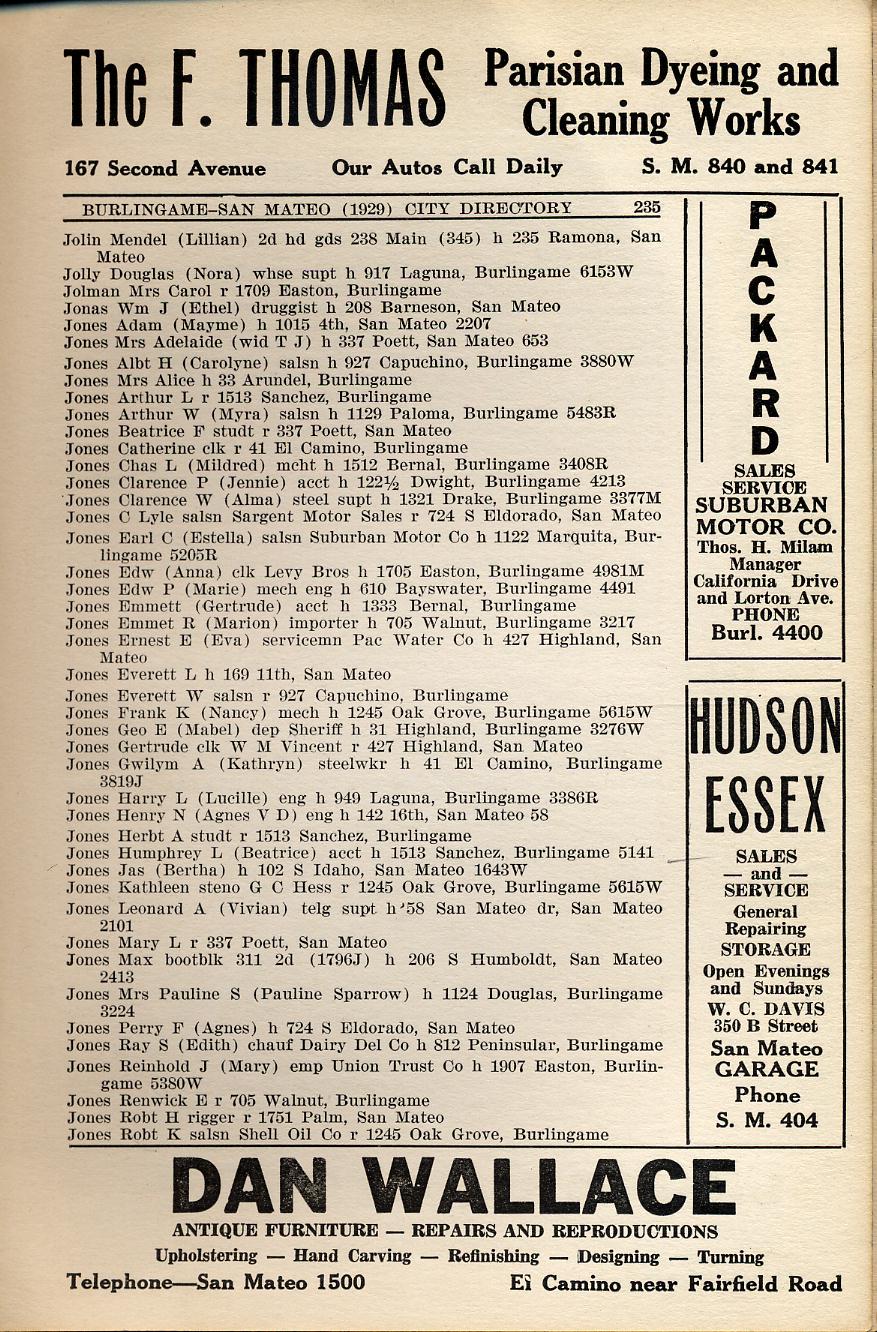 The F. THOMAS
Parisian Dyeing and
Cleaning Works
167 Second Avenue Our Autos Call Daily S. M. 840 and 841
BURLINGAME-SAN MATEO (1929) CITY DIRECTORY 235
Jolin Mendel (Lillian) 2d hd gds 238 Main (345) h 235 Ramona, San
Mateo
Jolly Douglas (Nora) whse supt h 917 Laguna, Burlingame 6153W
Jolman Mrs Carol r 1709 Easton, Burlingame
Jonas Wm J (Ethel) druggist h 208 Barneson, San Mateo
Jones Adam (Mayme) h 1015 4th, San Mateo 2207
Jones Mrs Adelaide (wid T J) h 337 Poett, San Mateo 653
Jones Albt H (Carolyne) salsn h 927 Capuchino, Burlingame 3880W
Jones Mrs Alice h 33 Arundel, Burlingame
Jones Arthur L r 1513 Sanchez, Burlingame
Jones Arthur W (Myra) salsn h 1129 Paloma, Burlingame 5483R
Jones Beatrice F studt r 337 Poett, San Mateo
Jones Catherine clk r 41 El Camino, Burlingame
Jones Chas L (Mildred) mcht h 1512 Bernal, Burlingame 3408R
Jones Clarence P (Jennie) acct h 122½ Dwight, Burlingame 4213
Jones Clarence W (Alma) steel supt h 1321 Drake, Burlingame 3377M
Jones C Lyle salsn Sargent Motor Sales r 724 S Eldorado, San Mateo
Jones Earl C (Estella) salsn Suburban Motor Co h 1122 Marquita, Bur-
lingame 5205R
Jones Edw (Anna) clk Levy Bros h 1705 Easton, Burlingame 4981M
Jones Edw P (Marie) mech eng h 610 Bayswater, Burlingame 4491
Jones Emmett (Gertrude) acct h 1333 Bernal, Burlingame
Jones Emmet R (Marion) importer h 705 Walnut, Burlingame 3217
Jones Ernest E (Eva) servicemn Pac Water Co h 427 Highland, San
Mateo
Jones Everett L h 169 11th, San Mateo
Jones Everett W salsn r 927 Capuchino, Burlingame
Jones Frank K (Nancy) mech h 1245 Oak Grove, Burlingame 5615W
Jones Geo E (Mabel) dep Sheriff h 31 Highland, Burlingame 3276W
Jones Gertrude clk W M Vincent r 427 Highland, San Mateo
Jones Gwilym A (Kathryn) steelwkr h 41 El Camino, Burlingame
3819J
Jones Harry L (Lucille) eng h 949 Laguna, Burlingame 3386R
Jones Henry N (Agnes V D) eng h 142 16th, San Mateo 58
Jones Herbt A studt r 1513 Sanchez, Burlingame
Jones Humphrey L (Beatrice) acct h 1513 Sanchez, Burlingame 5141
Jones Jas (Bertha) h 102 S Idaho, San Mateo 1643W
Jones Kathleen steno G C Hess r 1245 Oak Grove, Burlingame 5615W
Jones Leonard A (Vivian) telg supt h 58 San Mateo dr, San Mateo
2101
Jones Mary L r 337 Poett, San Mateo
Jones Max bootblk 311 2d (1796J) h 206 S Humboldt, San Mateo
2413
Jones Mrs Pauline S (Pauline Sparrow) h 1124 Douglas, Burlingame
3224
Jones Perry F (Agnes) h 724 S Eldorado, San Mateo
Jones Ray S (Edith) chauf Dairy Del Co h 812 Peninsular, Burlingame
Jones Reinhold J (Mary) emp Union Trust Co h 1907 Easton, Burlin-
game 5380W
Jones Renwick E r 705 Walnut, Burlingame
Jones Robt H rigger r 1751 Palm, San Mateo
Jones Robt K salsn Shell Oil Co r 1245 Oak Grove, Burlingame
PACKARD
SALES
SERVICE
SUBURBAN
MOTOR CO.
Thos. H. Milam
Manager
California Drive
and Lorton Ave.
PHONE
Burl. 4400
HUDSON
ESSEX
SALES
— and —
SERVICE
General
Repairing
STORAGE
Open Evenings
and Sundays
W. C. DAVIS
350 B Street
San Mateo
GARAGE
Phone
S. M. 404
DAN WALLACE
ANTIQUE FURNITURE — REPAIRS AND REPRODUCTIONS
Upholstering — Hand Carving — Refinishing — Designing — Turning
Telephone—San Mateo 1500 El Camino near Fairfield Road